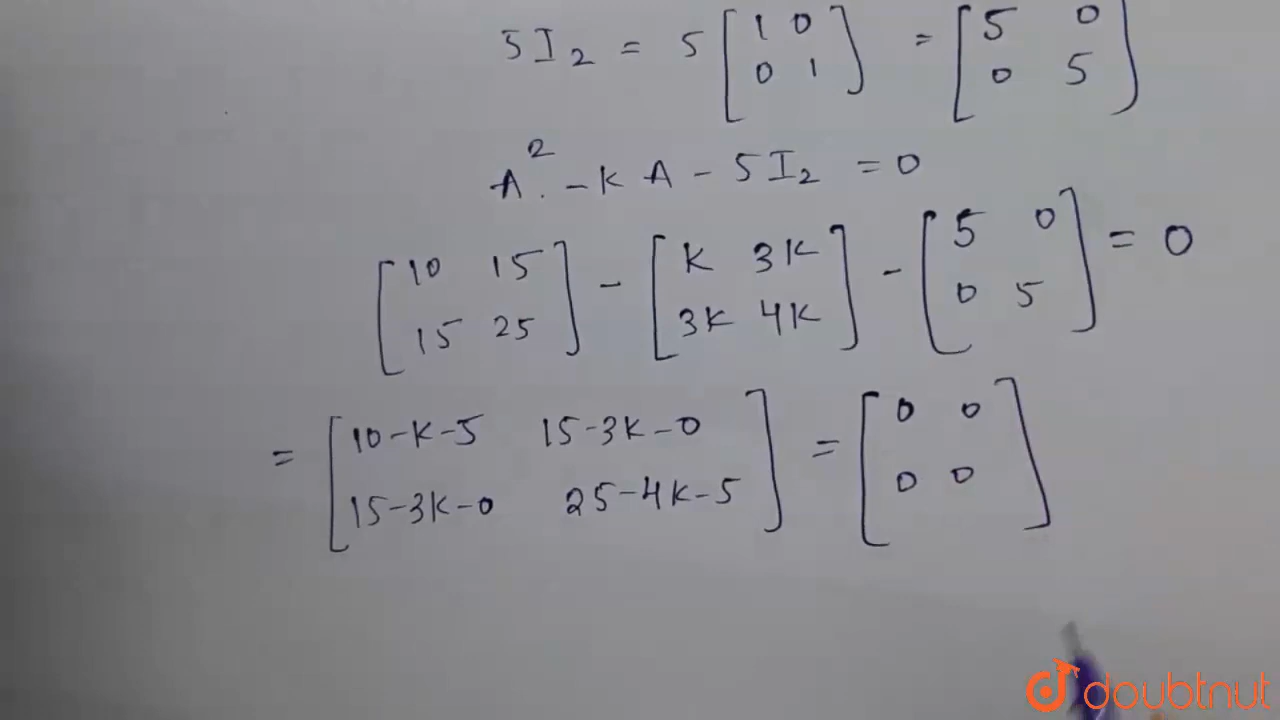 5I₂ = 5 [1 0 = [5 0
0 1] 0 5]
A² . - K A - 5I₂ = 0
[10 15 - [K 3K - [5 0 = 0
15 25] 3K 4K] 0 5]
= [10-K-5 15-3K-0 = [0 0
15-3K-0 25-4K-5] 0 0]
doubtnut